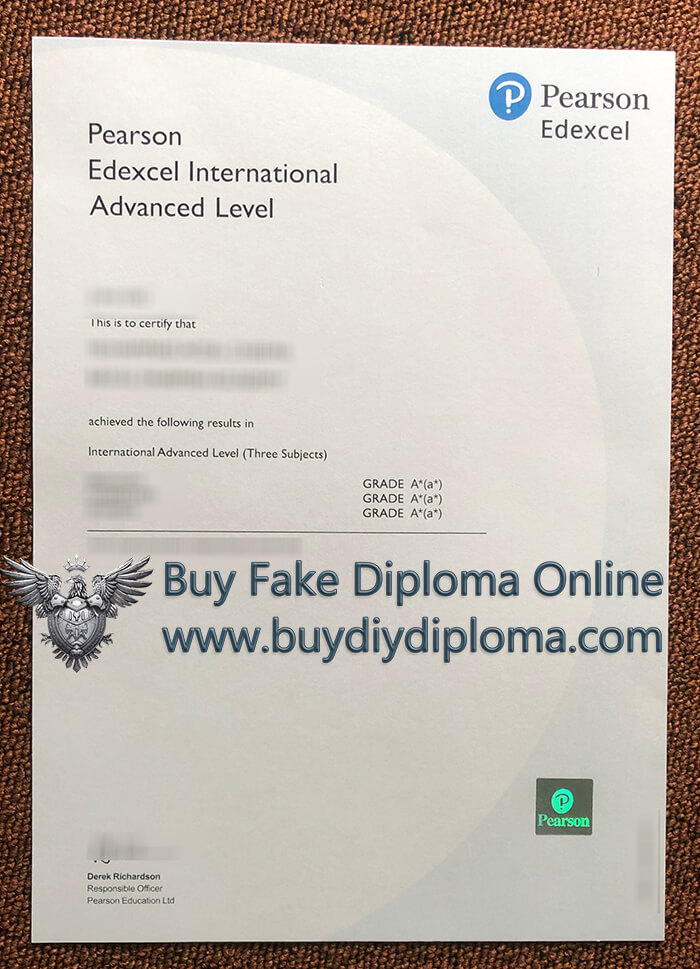 Pearson
Edexcel
Pearson
Edexcel International
Advanced Level
This is to certify that
achieved the following results in
International Advanced Level (Three Subjects)
GRADE A*(a*)
GRADE A*(a*)
GRADE A*(a*)
Buy Fake Diploma Online
www.buydiydiploma.com
Pearson
Derek Richardson
Responsible Officer
Pearson Education Ltd